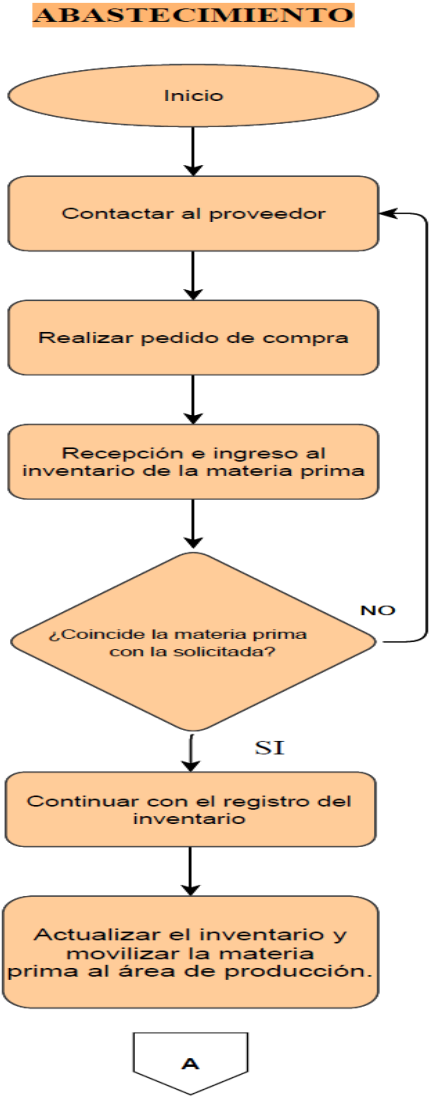 ABASTECIMIENTO
Inicio
Contactar al proveedor
Realizar pedido de compra
Recepción e ingreso al
inventario de la materia prima
¿Coincide la materia prima
con la solicitada?
NO
SI
Continuar con el registro del
inventario
Actualizar el inventario y
movilizar la materia
prima al área de producción.
A